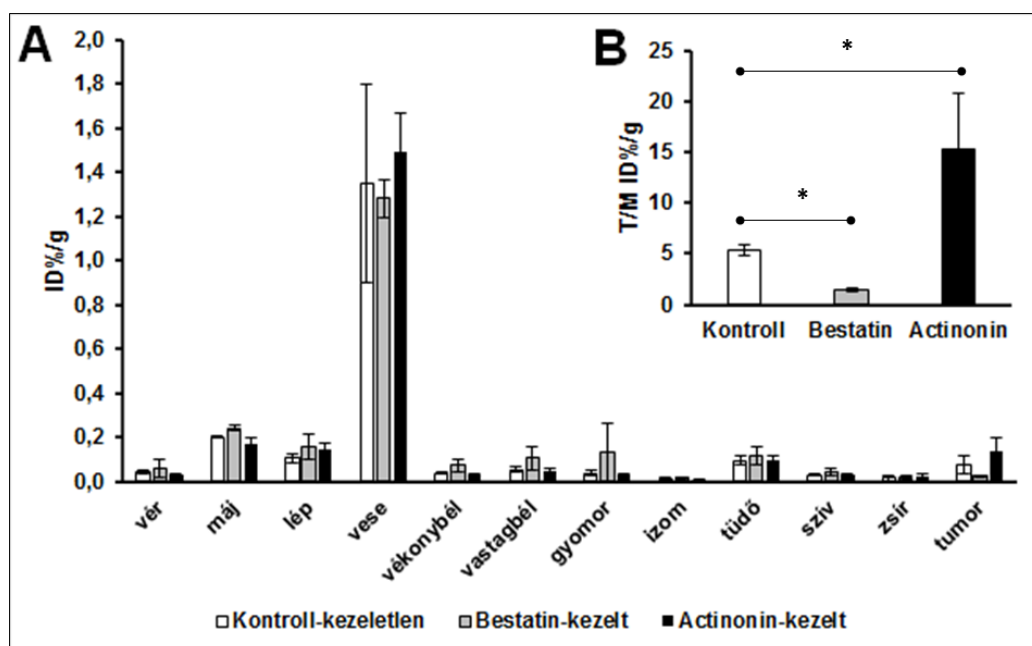 A
B
ID%/g
2,0
1,8
1,6
1,4
1,2
1,0
0,8
0,6
0,4
0,2
0,0
vér
máj
lép
vese
vékonybél
vastagbél
gyomor
izom
tüdő
szív
zsír
tumor
T/M ID%/g
25
20
15
10
5
0
*
*
Kontroll Bestatin Actinonin
Kontroll-kezeletlen Bestatin-kezelt Actinonin-kezelt